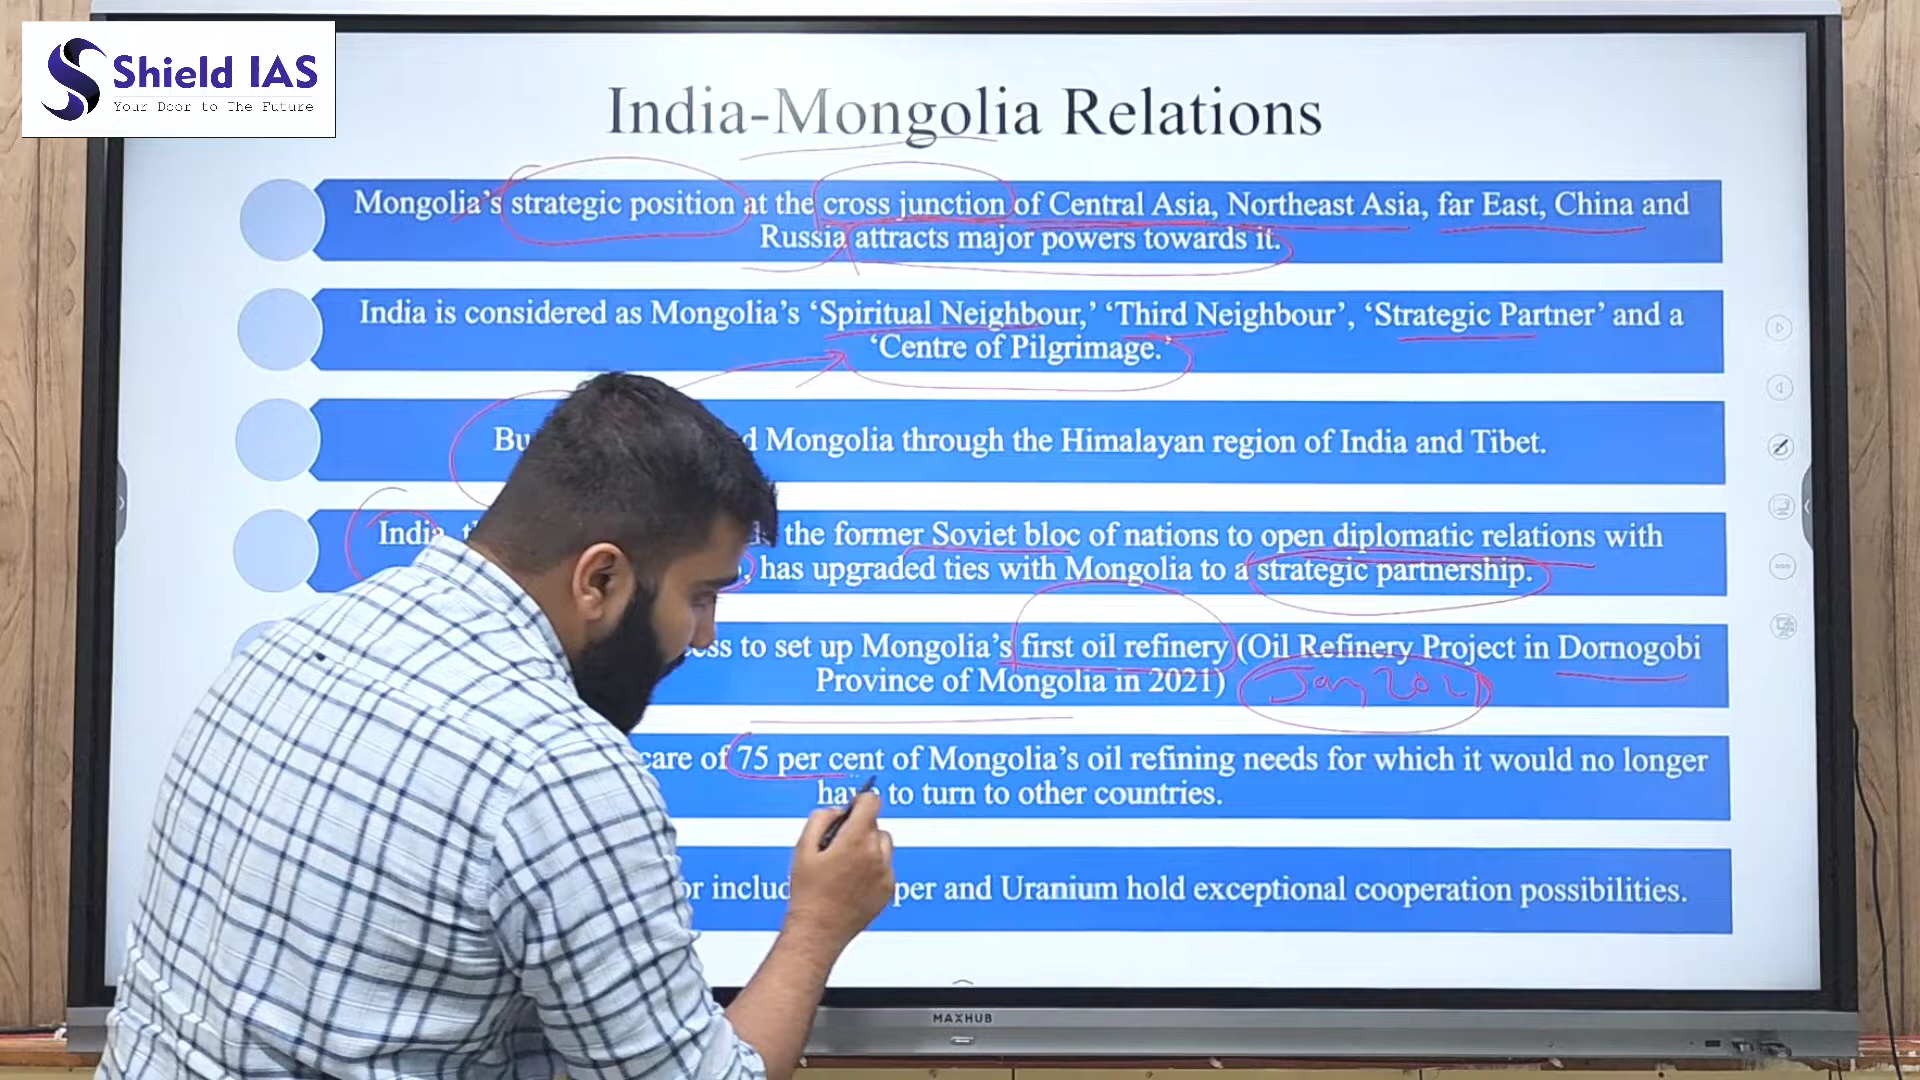 Shield IAS
Your Door to The Future
India-Mongolia Relations
Mongolia's strategic position at the cross junction of Central Asia, Northeast Asia, far East, China and
Russia attracts major powers towards it.
India is considered as Mongolia's ‘Spiritual Neighbour,’ ‘Third Neighbour’, ‘Strategic Partner’ and a
‘Centre of Pilgrimage.’
Mongolia through the Himalayan region of India and Tibet.
India, the former Soviet bloc of nations to open diplomatic relations with
has upgraded ties with Mongolia to a strategic partnership.
to set up Mongolia's first oil refinery (Oil Refinery Project in Dornogobi
Province of Mongolia in 2021)
Jan 2021
care of 75 per cent of Mongolia's oil refining needs for which it would no longer
have to turn to other countries.
and Uranium hold exceptional cooperation possibilities.
MAXHUB